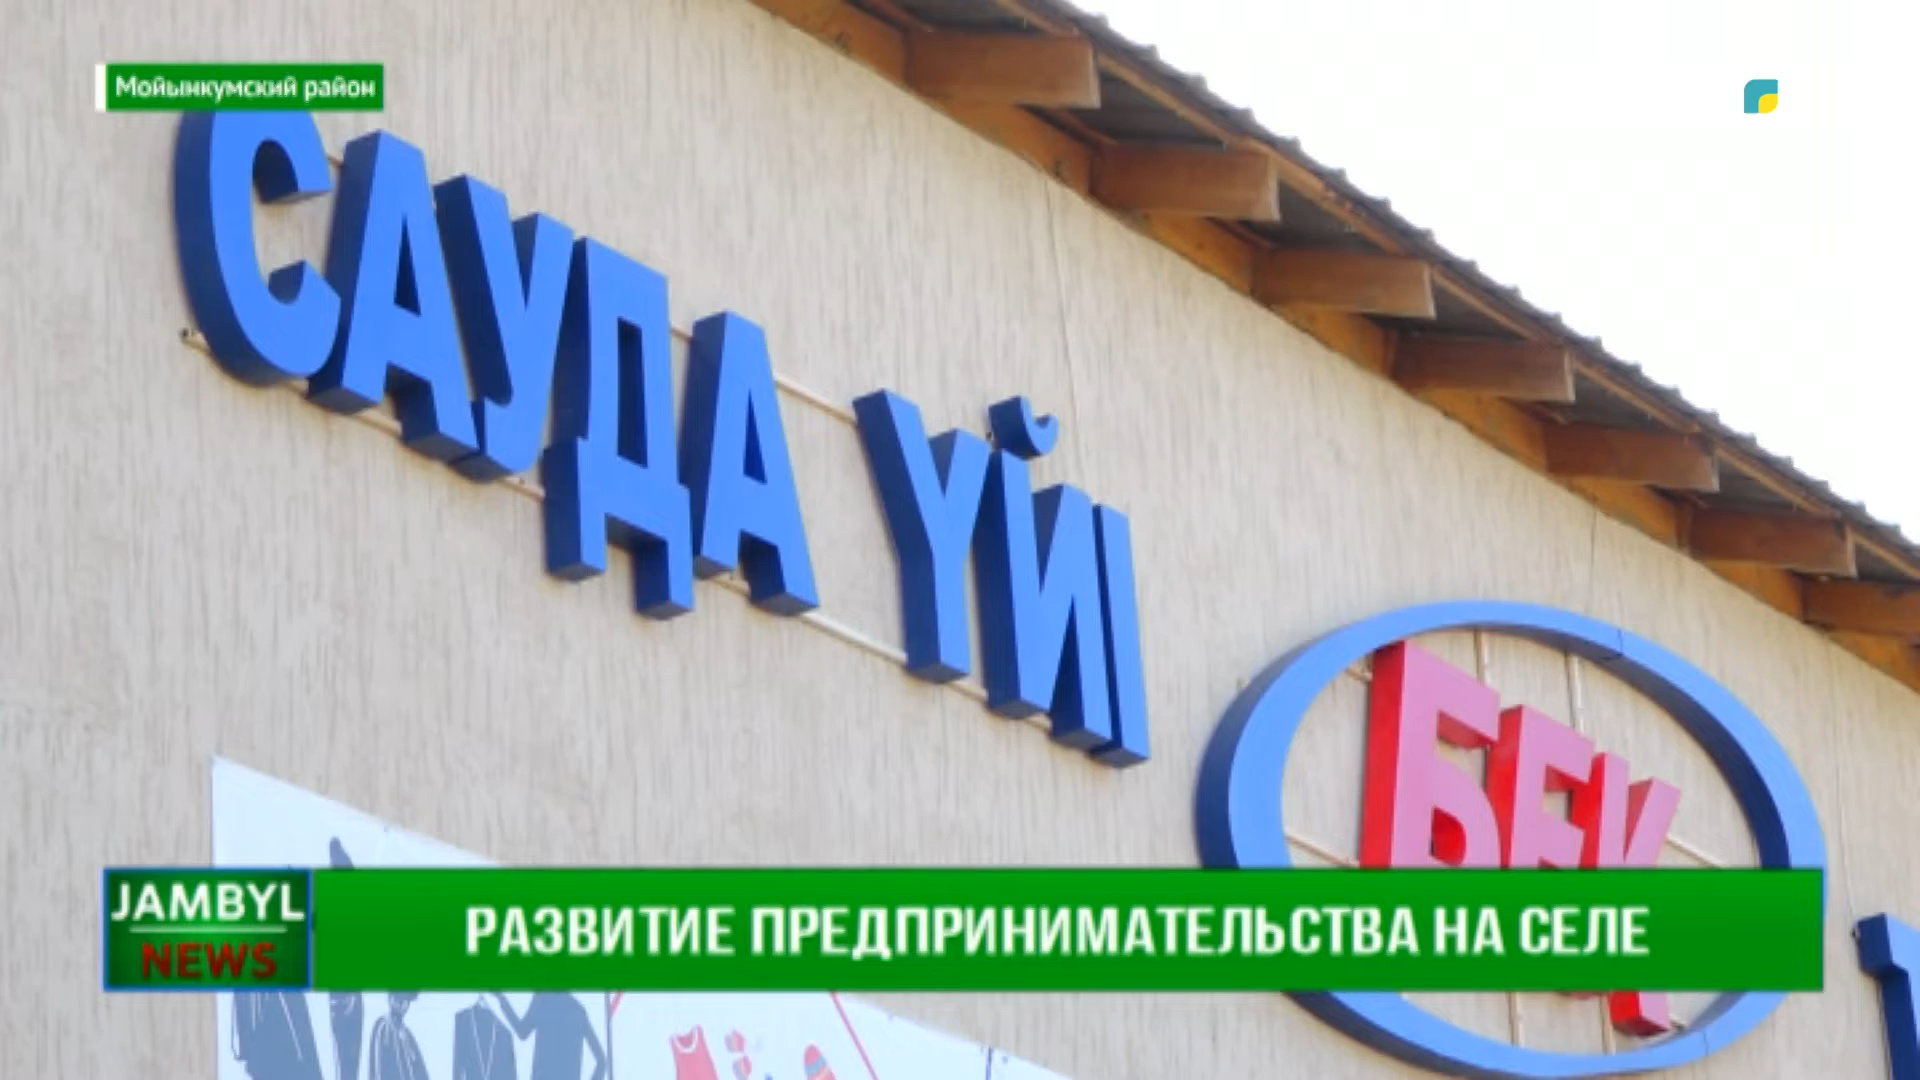 Мойынкумский район
САУДА ҮЙІ
БЕК
JAMBYL
NEWS
РАЗВИТИЕ ПРЕДПРИНИМАТЕЛЬСТВА НА СЕЛЕ